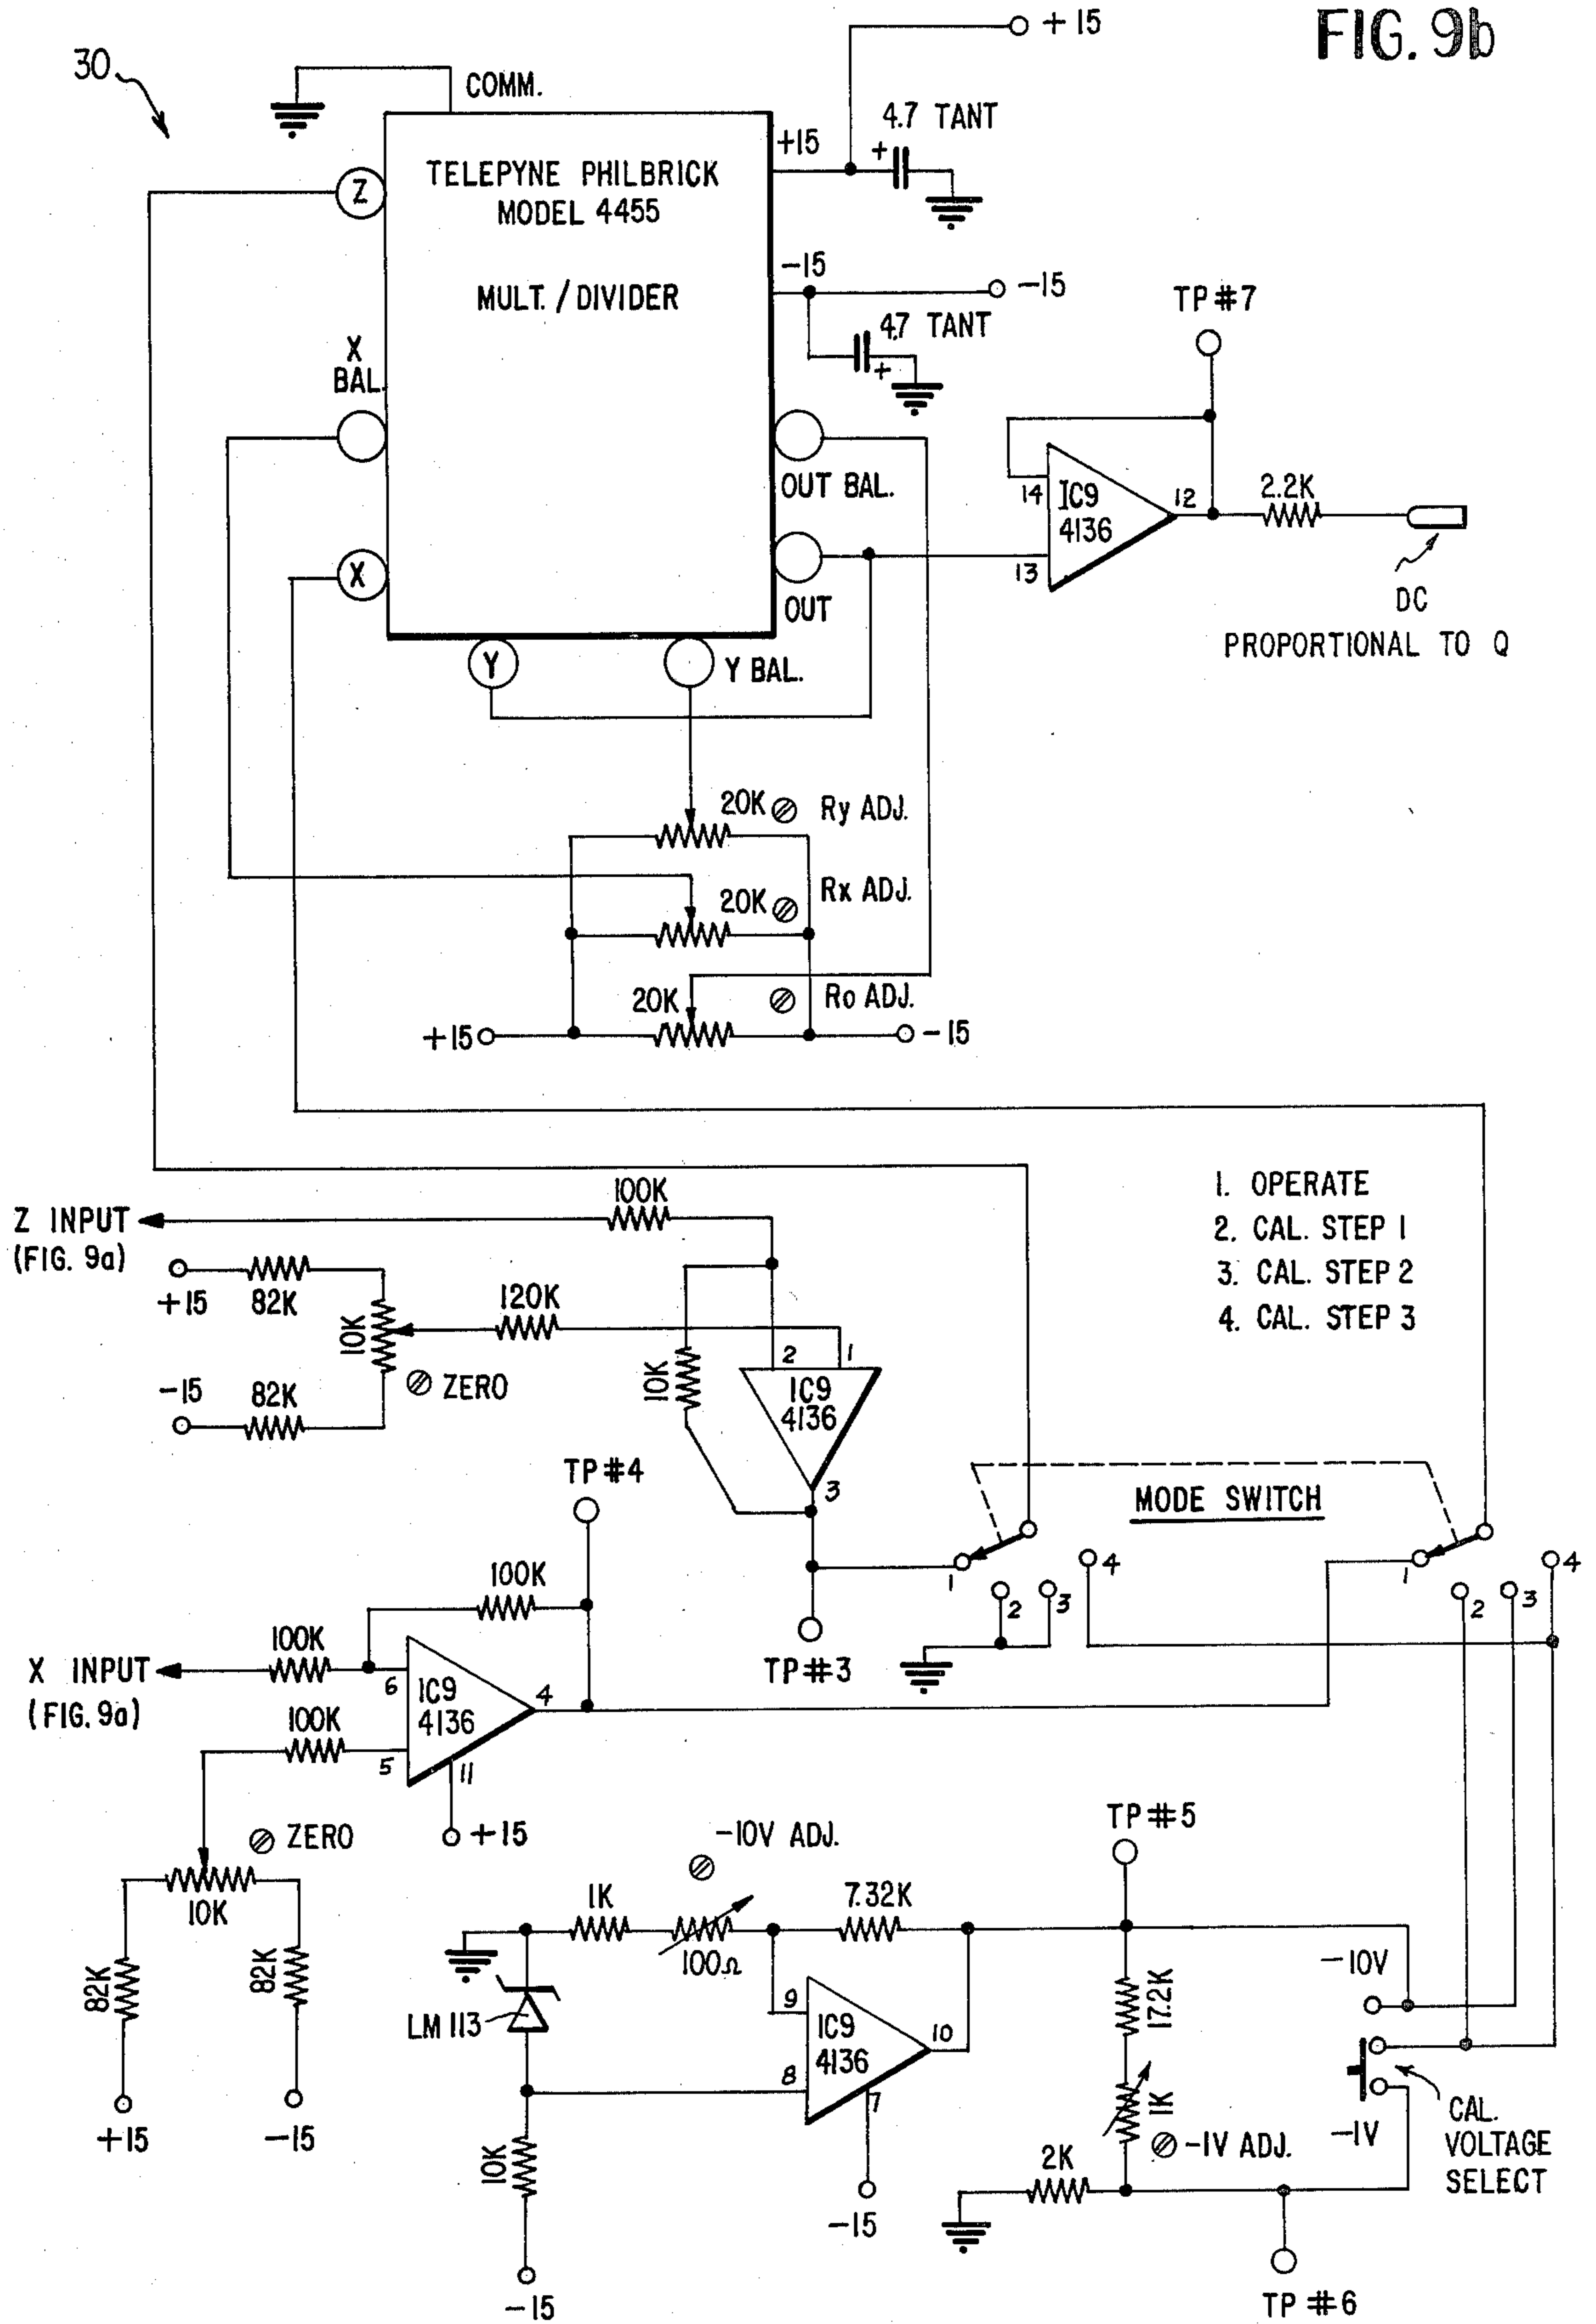 FIG. 9b
30
COMM.
+15
4.7 TANT
+15
+
Z
TELEPYNE PHILBRICK
MODEL 4455
MULT. / DIVIDER
-15
-15
4.7 TANT
+
TP #7
X
BAL.
OUT BAL.
14
IC9
4136
12
2.2K
13
X
OUT
DC
PROPORTIONAL TO Q
Y
Y BAL.
20K
Ry ADJ.
20K
Rx ADJ.
20K
Ro ADJ.
+15
-15
1. OPERATE
2. CAL. STEP 1
3. CAL. STEP 2
4. CAL. STEP 3
Z INPUT
(FIG. 9a)
100K
+15
82K
10K
120K
-15
82K
ZERO
10K
2
1
IC9
4136
3
TP #4
MODE SWITCH
1
2
3
4
1
2
3
4
100K
TP #3
X INPUT
(FIG. 9a)
100K
6
IC9
4136
4
100K
5
11
+15
ZERO
10K
82K
82K
+15
-15
-10V ADJ.
TP #5
1K
100Ω
7.32K
LM 113
9
IC9
4136
10
8
7
17.2K
1K
-1V ADJ.
-10V
-1V
CAL.
VOLTAGE
SELECT
10K
-15
-15
2K
TP #6